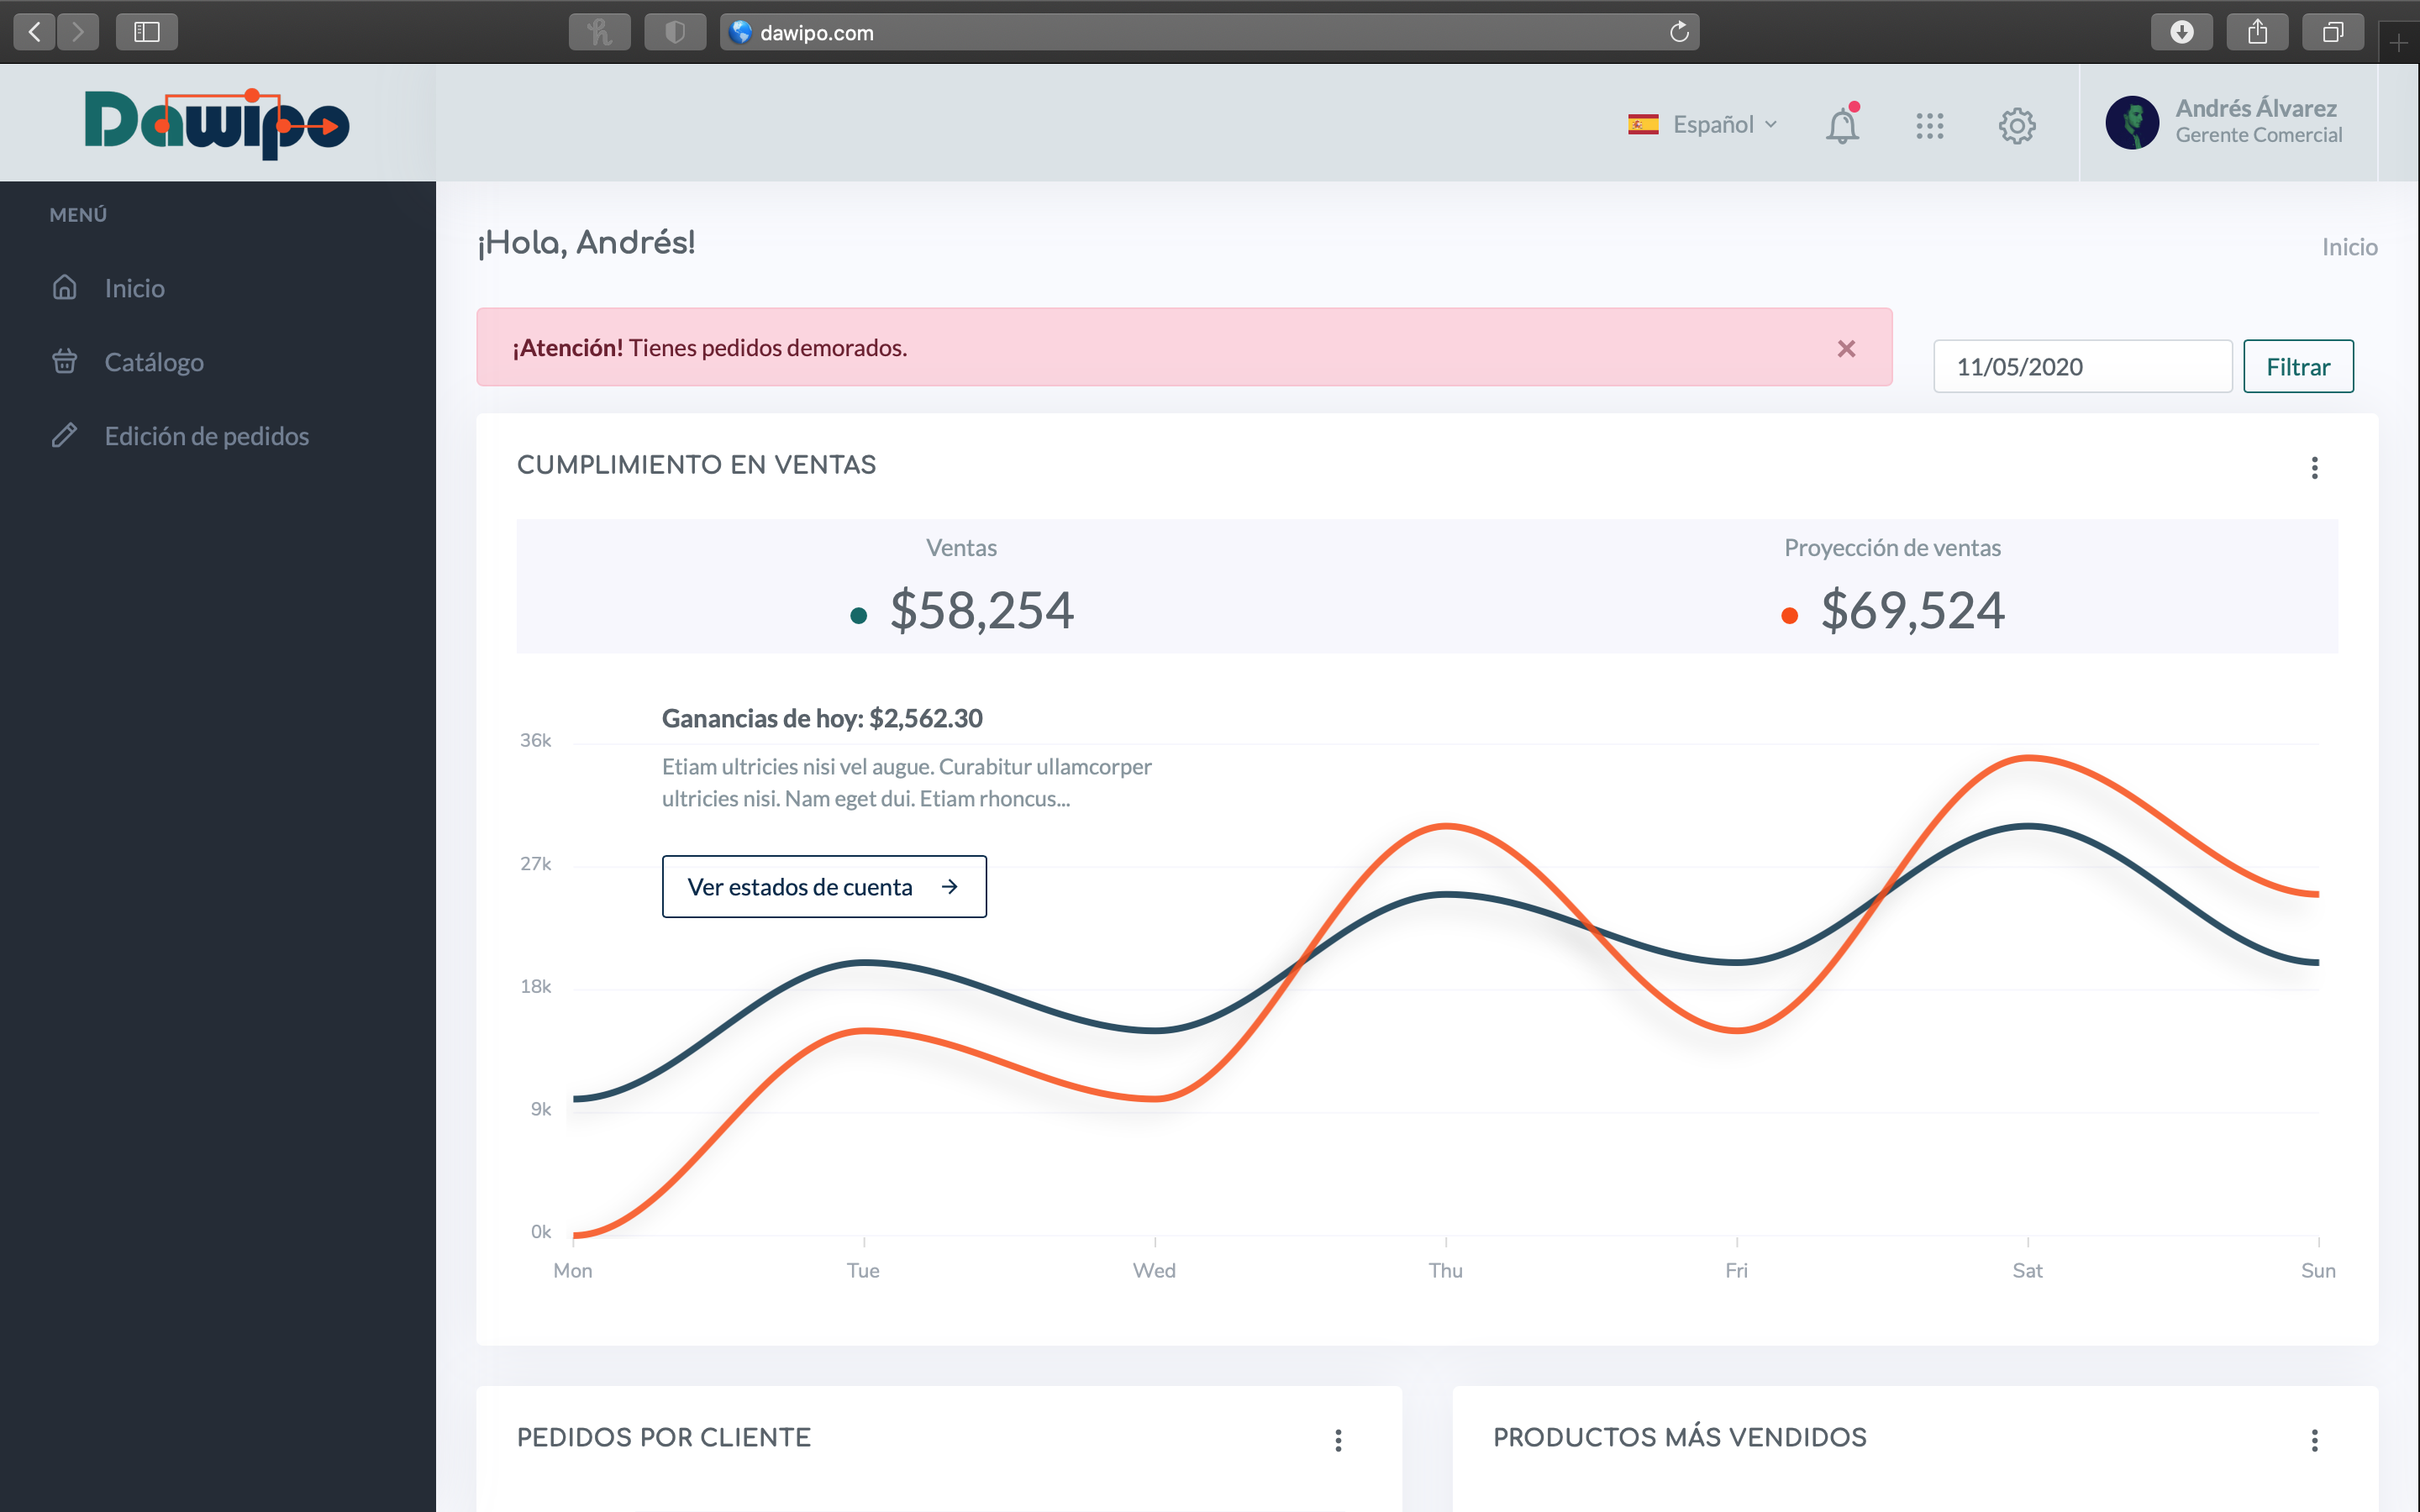 dawipo.com
Dawipo
Español
Andrés Álvarez
Gerente Comercial
MENÚ
Inicio
Catálogo
Edición de pedidos
¡Hola, Andrés!
Inicio
¡Atención! Tienes pedidos demorados.
11/05/2020
Filtrar
CUMPLIMIENTO EN VENTAS
Ventas
$58,254
Proyección de ventas
$69,524
Ganancias de hoy: $2,562.30
Etiam ultricies nisi vel augue. Curabitur ullamcorper
ultricies nisi. Nam eget dui. Etiam rhoncus...
Ver estados de cuenta
36k
27k
18k
9k
0k
Mon Tue Wed Thu Fri Sat Sun
PEDIDOS POR CLIENTE
PRODUCTOS MÁS VENDIDOS